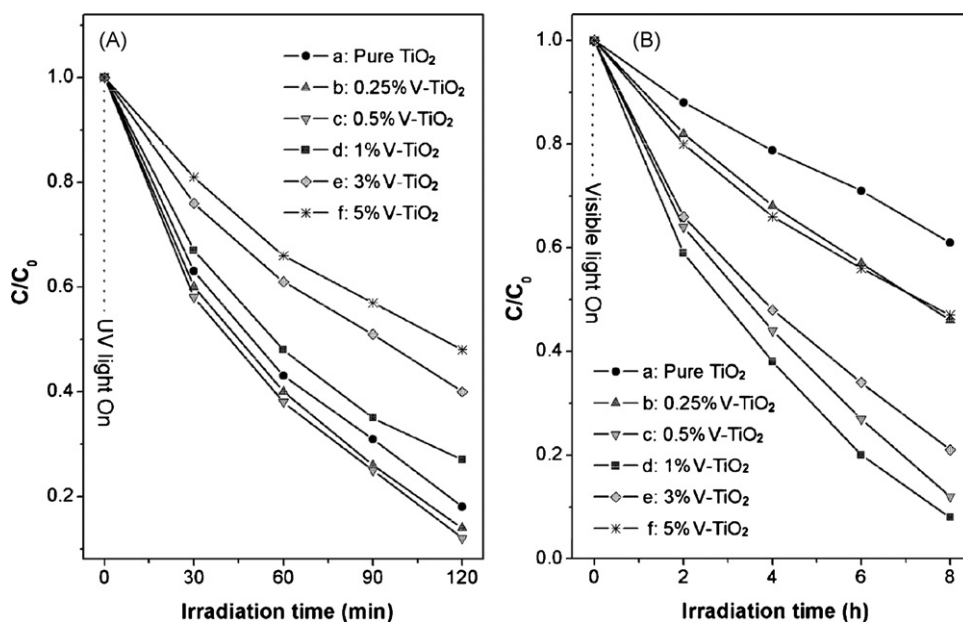 (A)
a: Pure TiO₂
b: 0.25% V-TiO₂
c: 0.5% V-TiO₂
d: 1% V-TiO₂
e: 3% V-TiO₂
f: 5% V-TiO₂
1.0
0.8
0.6
0.4
0.2
C/C₀
UV light On
0 30 60 90 120
Irradiation time (min)
(B)
1.0
0.8
0.6
0.4
0.2
0.0
C/C₀
Visible light On
a: Pure TiO₂
b: 0.25% V-TiO₂
c: 0.5% V-TiO₂
d: 1% V-TiO₂
e: 3% V-TiO₂
f: 5% V-TiO₂
0 2 4 6 8
Irradiation time (h)